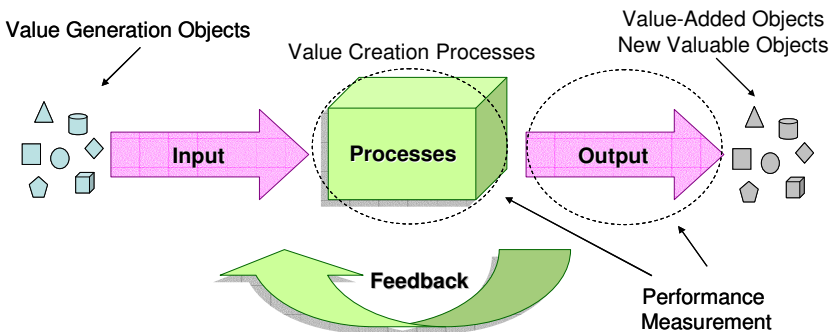 Value Generation Objects
Value Creation Processes
Value-Added Objects
New Valuable Objects
Input
Processes
Output
Feedback
Performance
Measurement